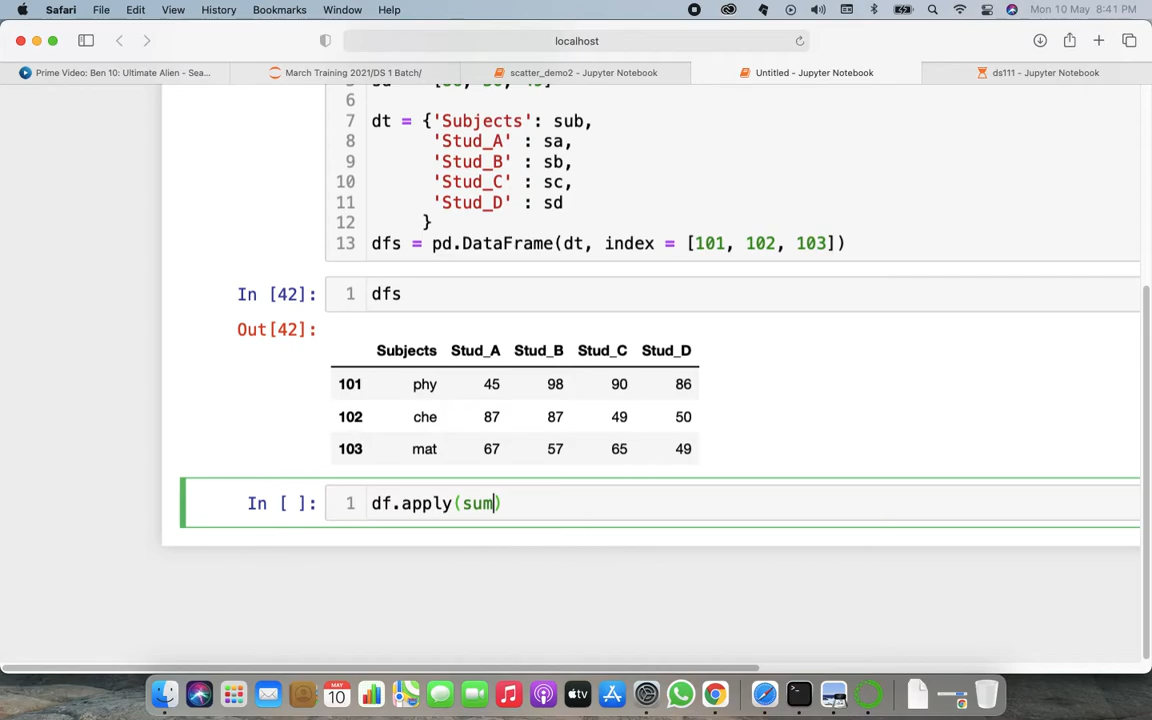 Safari File Edit View History Bookmarks Window Help Mon 10 May 8:41 PM
localhost
Prime Video: Ben 10: Ultimate Alien - Sea... March Training 2021/DS 1 Batch/ scatter_demo2 - Jupyter Notebook Untitled - Jupyter Notebook ds111 - Jupyter Notebook
6
7 dt = {'Subjects': sub,
8 'Stud_A' : sa,
9 'Stud_B' : sb,
10 'Stud_C' : sc,
11 'Stud_D' : sd
12 }
13 dfs = pd.DataFrame(dt, index = [101, 102, 103])
In [42]: 1 dfs
Out[42]:
Subjects Stud_A Stud_B Stud_C Stud_D
101 phy 45 98 90 86
102 che 87 87 49 50
103 mat 67 57 65 49
In [ ]: 1 df.apply(sum)
MAY
10
tv